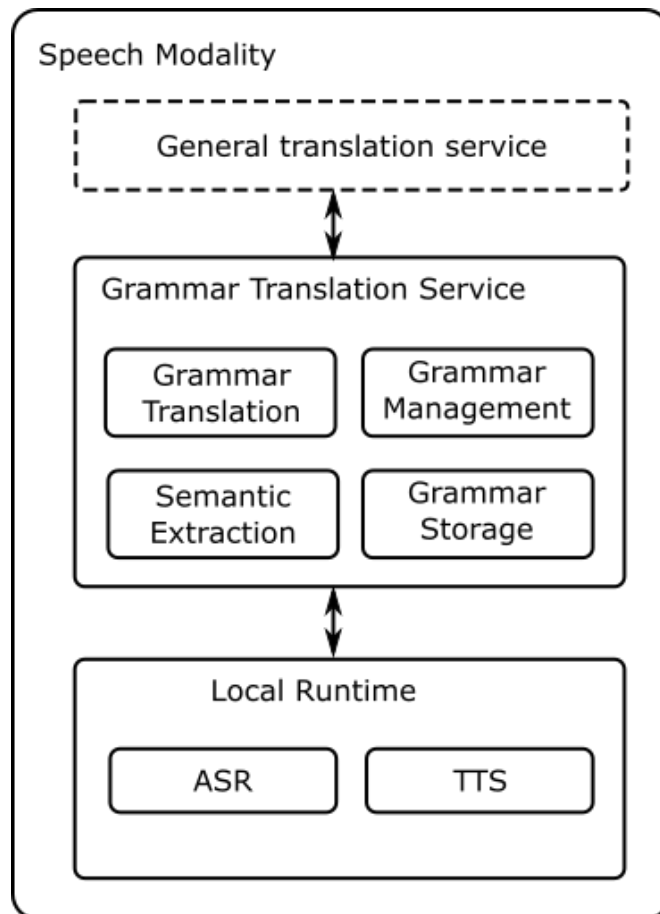 Speech Modality
General translation service
Grammar Translation Service
Grammar
Translation
Grammar
Management
Semantic
Extraction
Grammar
Storage
Local Runtime
ASR
TTS